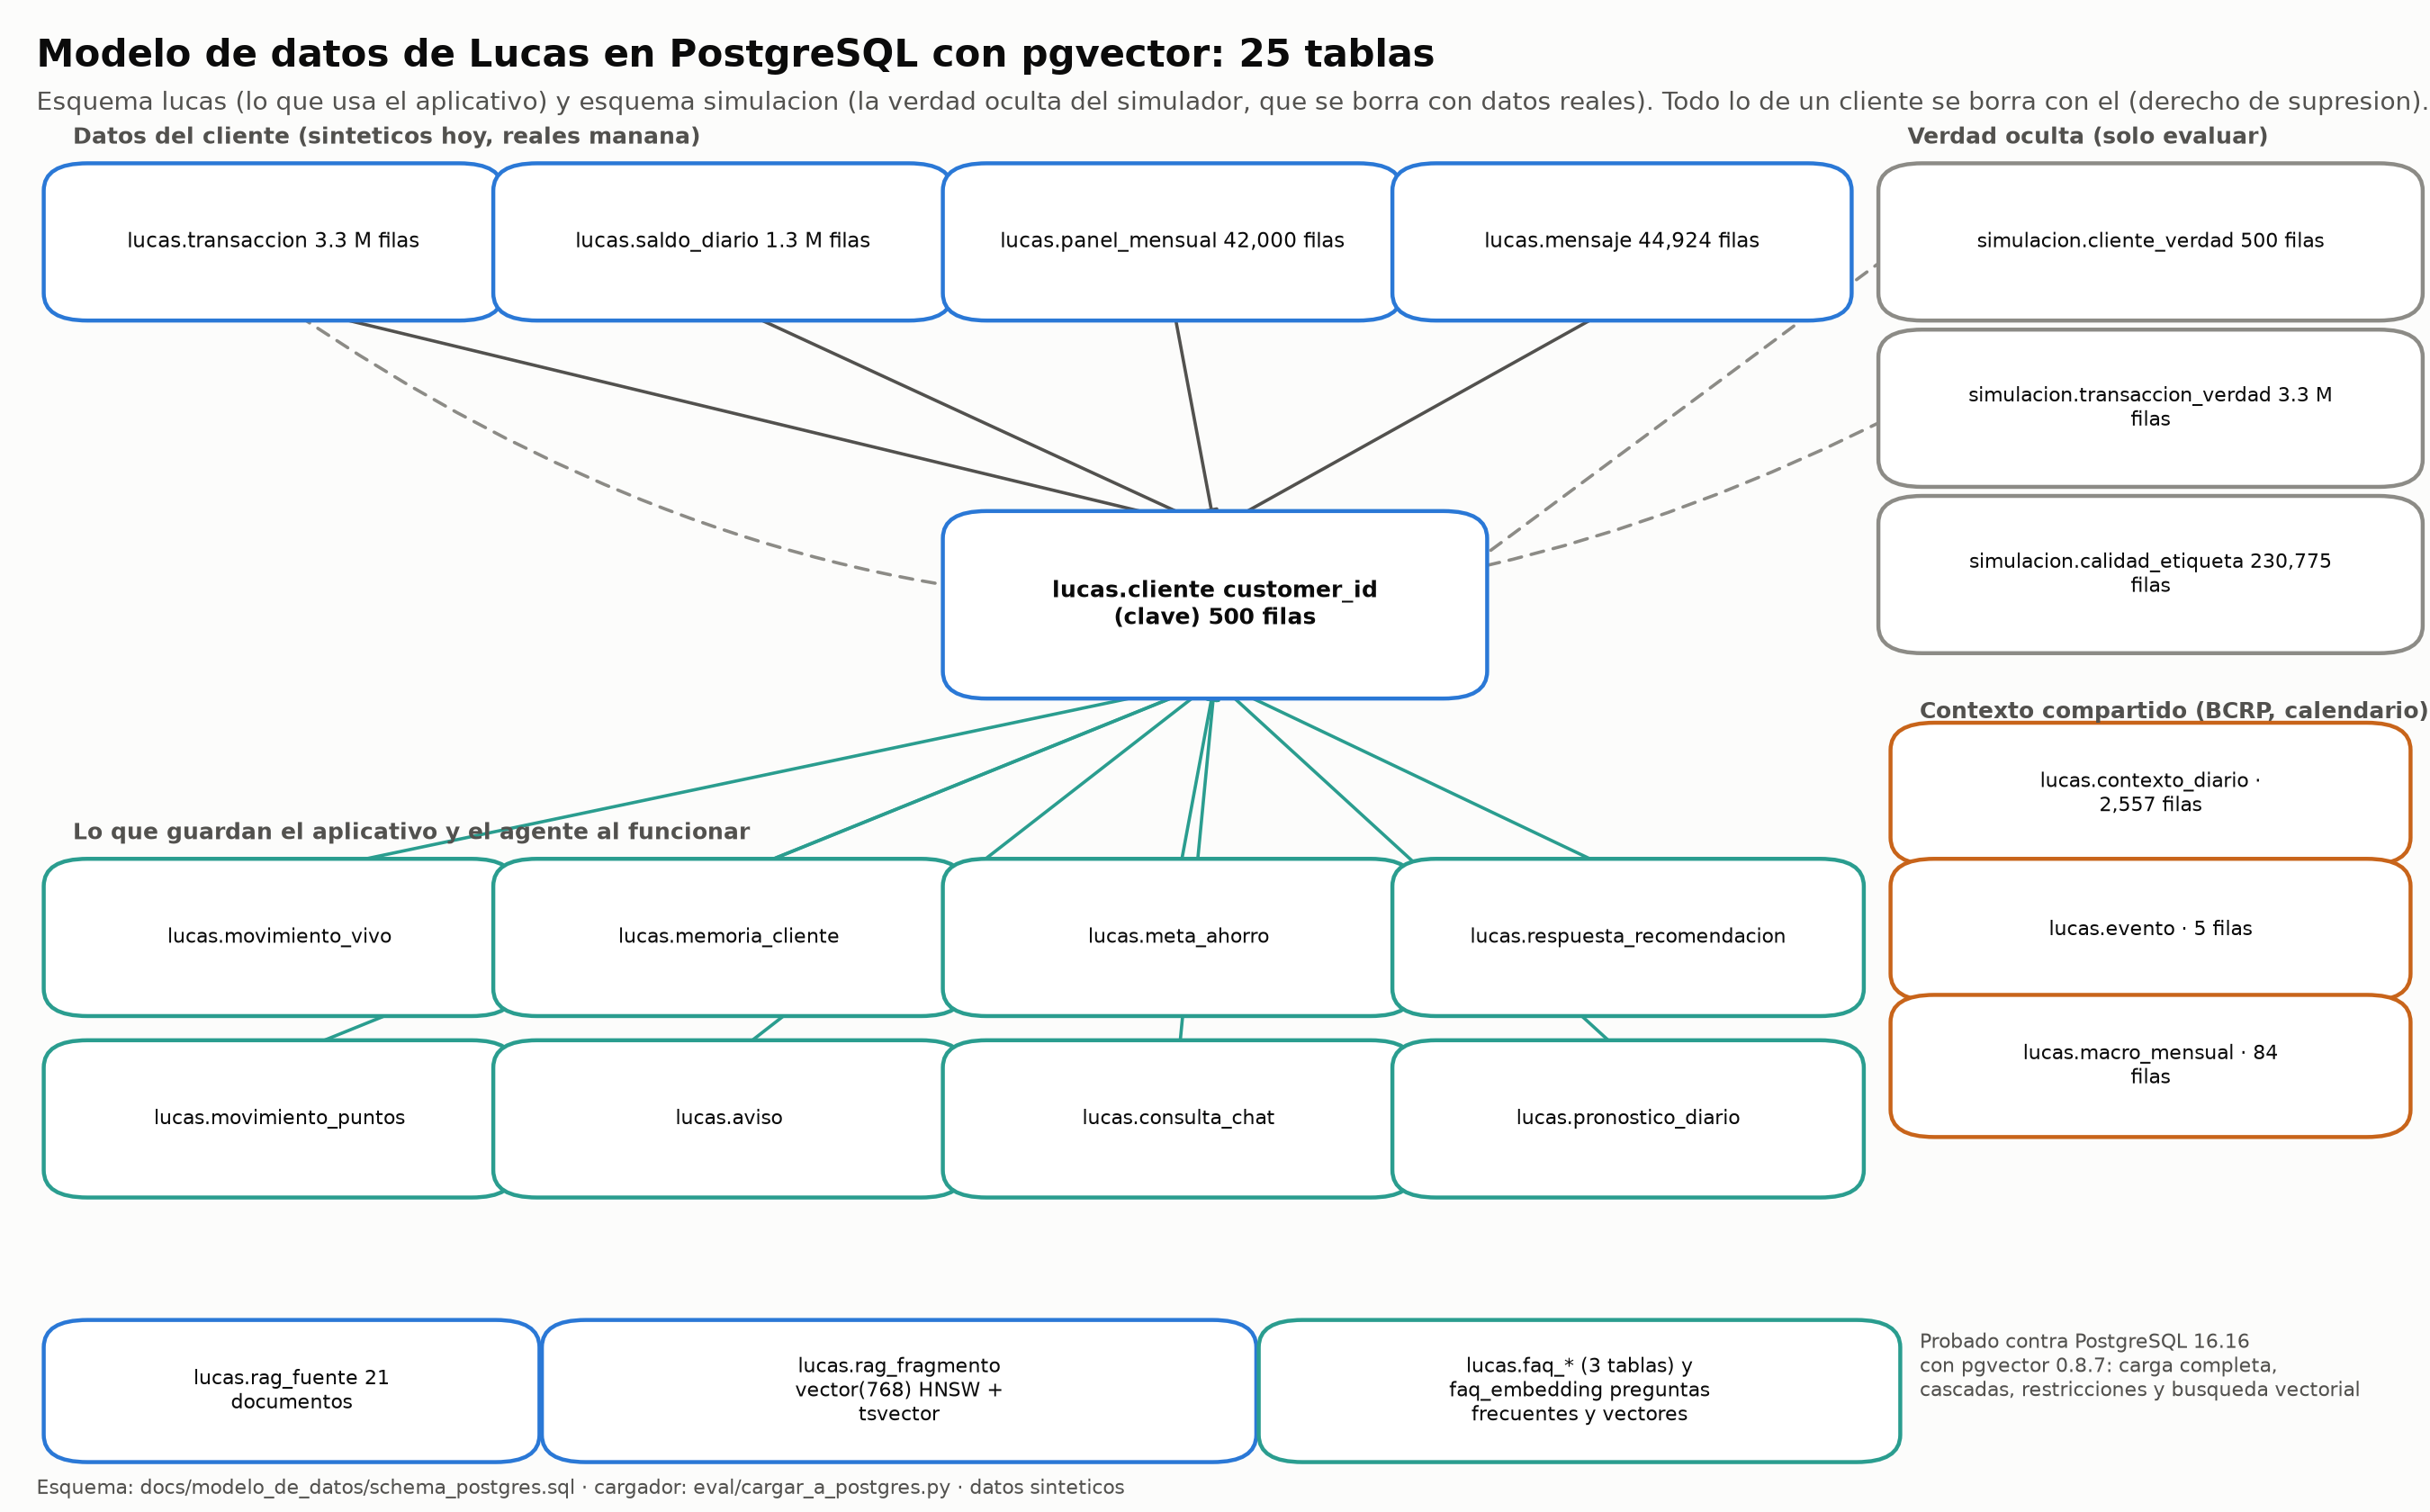 Modelo de datos de Lucas en PostgreSQL con pgvector: 25 tablas
Esquema lucas (lo que usa el aplicativo) y esquema simulacion (la verdad oculta del simulador, que se borra con datos reales). Todo lo de un cliente se borra con el (derecho de supresion).
Datos del cliente (sinteticos hoy, reales manana)
Verdad oculta (solo evaluar)
lucas.transaccion 3.3 M filas
lucas.saldo_diario 1.3 M filas
lucas.panel_mensual 42,000 filas
lucas.mensaje 44,924 filas
simulacion.cliente_verdad 500 filas
simulacion.transaccion_verdad 3.3 M
filas
simulacion.calidad_etiqueta 230,775
filas
lucas.cliente customer_id
(clave) 500 filas
Contexto compartido (BCRP, calendario)
lucas.contexto_diario ·
2,557 filas
lucas.evento · 5 filas
lucas.macro_mensual · 84
filas
Lo que guardan el aplicativo y el agente al funcionar
lucas.movimiento_vivo
lucas.memoria_cliente
lucas.meta_ahorro
lucas.respuesta_recomendacion
lucas.movimiento_puntos
lucas.aviso
lucas.consulta_chat
lucas.pronostico_diario
lucas.rag_fuente 21
documentos
lucas.rag_fragmento
vector(768) HNSW +
tsvector
lucas.faq_* (3 tablas) y
faq_embedding preguntas
frecuentes y vectores
Probado contra PostgreSQL 16.16
con pgvector 0.8.7: carga completa,
cascadas, restricciones y busqueda vectorial
Esquema: docs/modelo_de_datos/schema_postgres.sql · cargador: eval/cargar_a_postgres.py · datos sinteticos